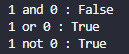 1 and 0 : False
1 or 0 : True
1 not 0 : True